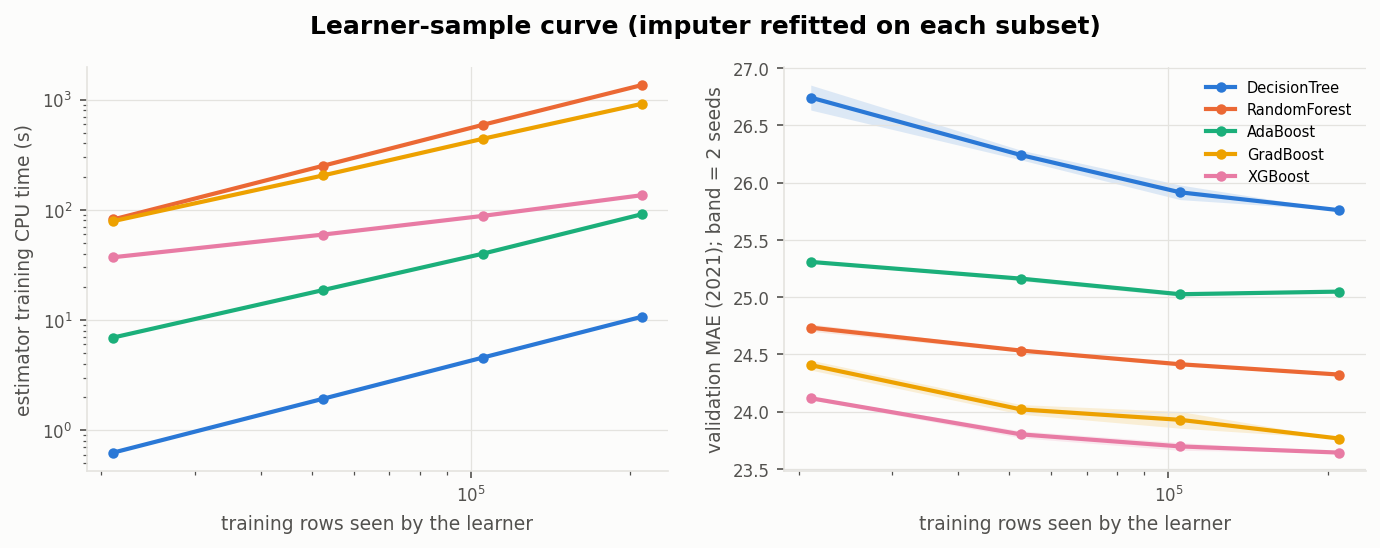 Learner-sample curve (imputer refitted on each subset)
estimator training CPU time (s)
10³
10²
10¹
10⁰
10⁵
training rows seen by the learner
validation MAE (2021); band = 2 seeds
27.0
26.5
26.0
25.5
25.0
24.5
24.0
23.5
10⁵
training rows seen by the learner
DecisionTree
RandomForest
AdaBoost
GradBoost
XGBoost